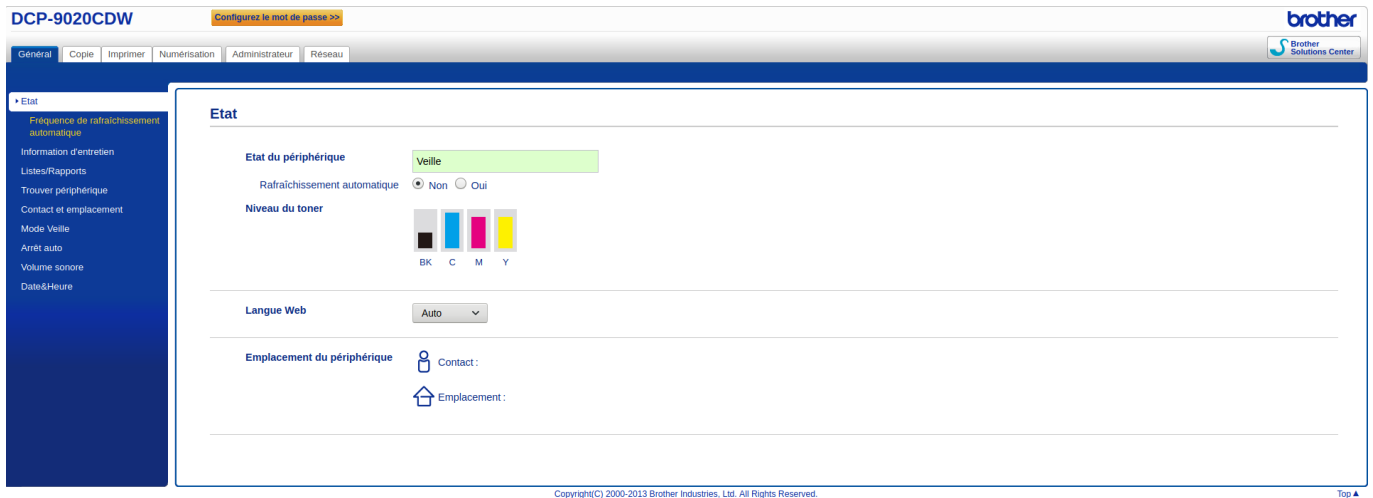 DCP-9020CDW
Configurez le mot de passe >>
brother
Général Copie Imprimer Numérisation Administrateur Réseau
Brother
Solutions Center
Etat
Fréquence de rafraîchissement
automatique
Information d'entretien
Listes/Rapports
Trouver périphérique
Contact et emplacement
Mode Veille
Arrêt auto
Volume sonore
Date&Heure
Etat
Etat du périphérique Veille
Rafraîchissement automatique Non Oui
Niveau du toner
BK C M Y
Langue Web Auto
Emplacement du périphérique Contact :
Emplacement :
Copyright(C) 2000-2013 Brother Industries, Ltd. All Rights Reserved.
Top▲